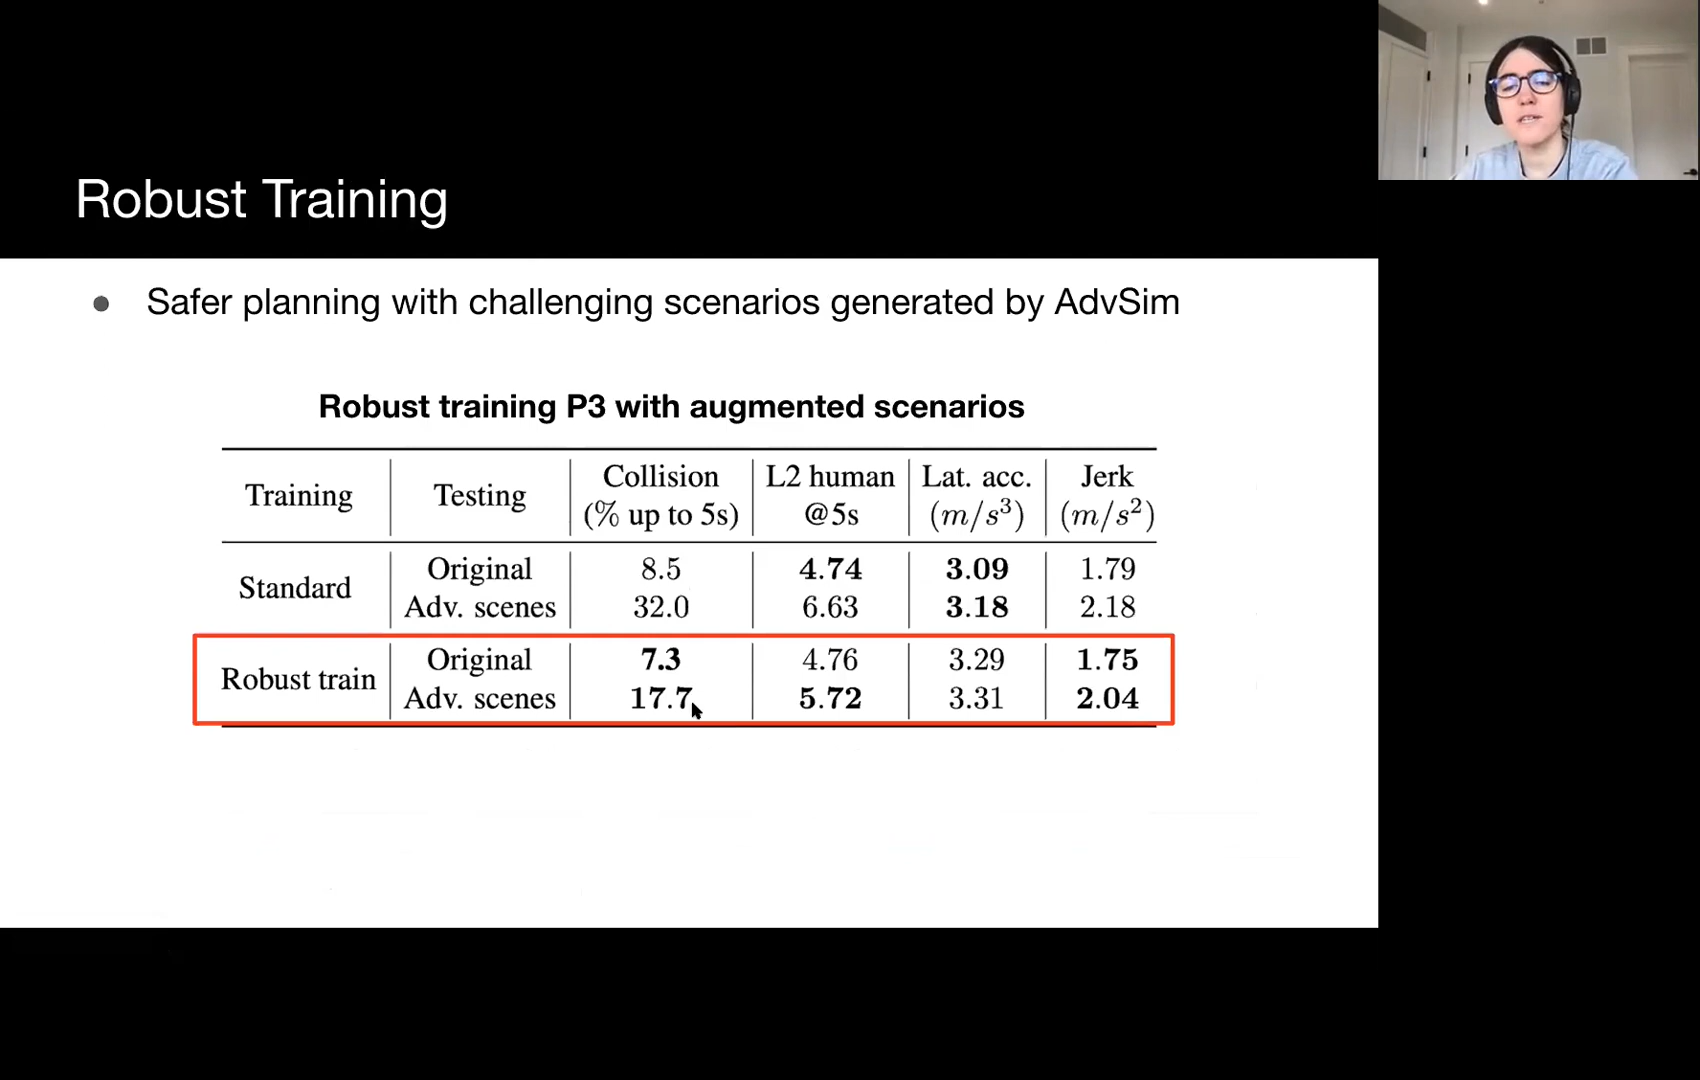 Robust Training
● Safer planning with challenging scenarios generated by AdvSim
Robust training P3 with augmented scenarios
Training | Testing | Collision (% up to 5s) | L2 human @5s | Lat. acc. (m/s³) | Jerk (m/s²)
Standard | Original | 8.5 | 4.74 | 3.09 | 1.79
Adv. scenes | 32.0 | 6.63 | 3.18 | 2.18
Robust train | Original | 7.3 | 4.76 | 3.29 | 1.75
Adv. scenes | 17.7 | 5.72 | 3.31 | 2.04